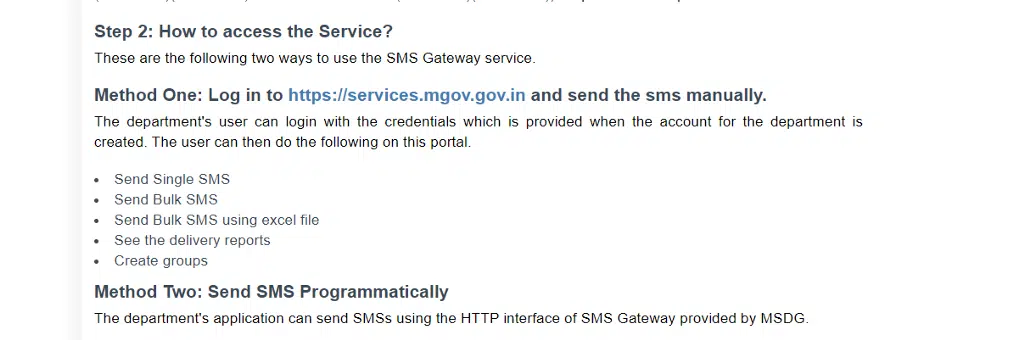 Step 2: How to access the Service?
These are the following two ways to use the SMS Gateway service.
Method One: Log in to https://services.mgov.gov.in and send the sms manually.
The department's user can login with the credentials which is provided when the account for the department is
created. The user can then do the following on this portal.
• Send Single SMS
• Send Bulk SMS
• Send Bulk SMS using excel file
• See the delivery reports
• Create groups
Method Two: Send SMS Programmatically
The department's application can send SMSs using the HTTP interface of SMS Gateway provided by MSDG.